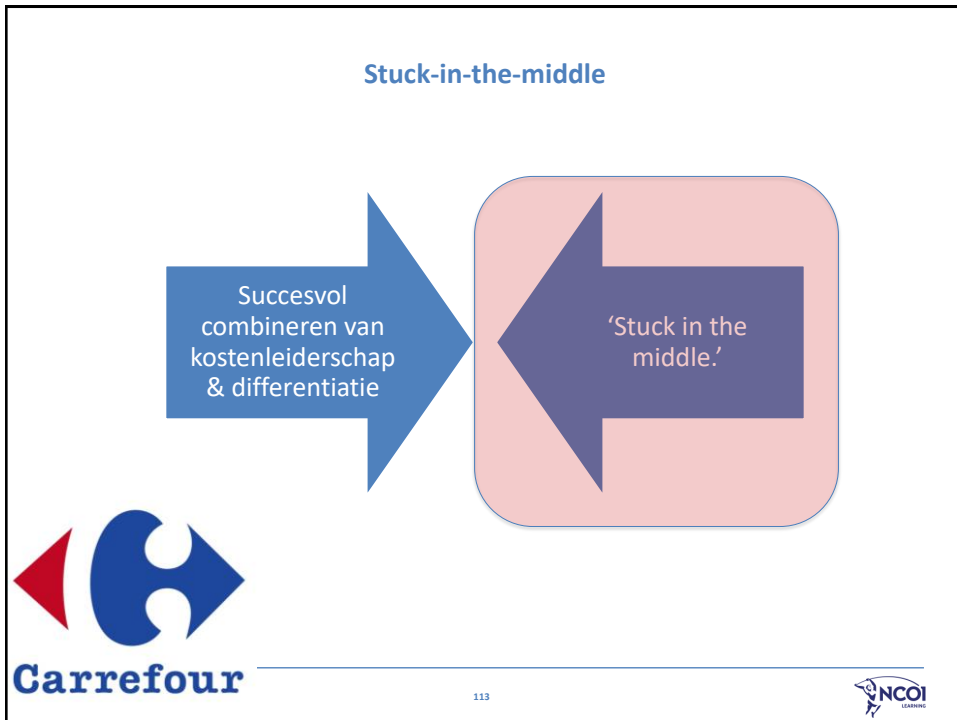 Stuck-in-the-middle
Succesvol
combineren van
kostenleiderschap
& differentiatie
‘Stuck in the
middle.’
Carrefour
113
NCOI
LEARNING